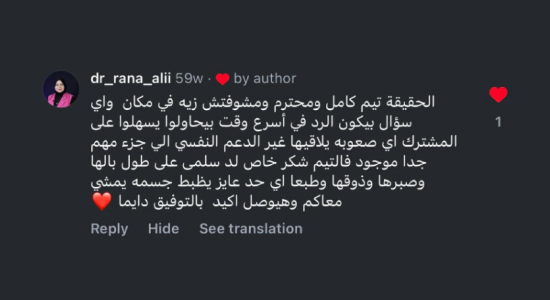 dr_rana_alii 59w · ❤ by author
الحقيقة تيم كامل ومحترم ومشوفتش زيه في مكان واي
سؤال بيكون الرد في أسرع وقت بيحاولوا يسهلوا على
المشترك اي صعوبه يلاقيها غير الدعم النفسي الي جزء مهم
جدا موجود فالتيم شكر خاص لد سلمى على طول بالها
وصبرها وذوقها وطبعا اي حد عايز يظبط جسمه يمشي
معاكم وهيوصل اكيد بالتوفيق دايما ❤️
1
Reply Hide See translation